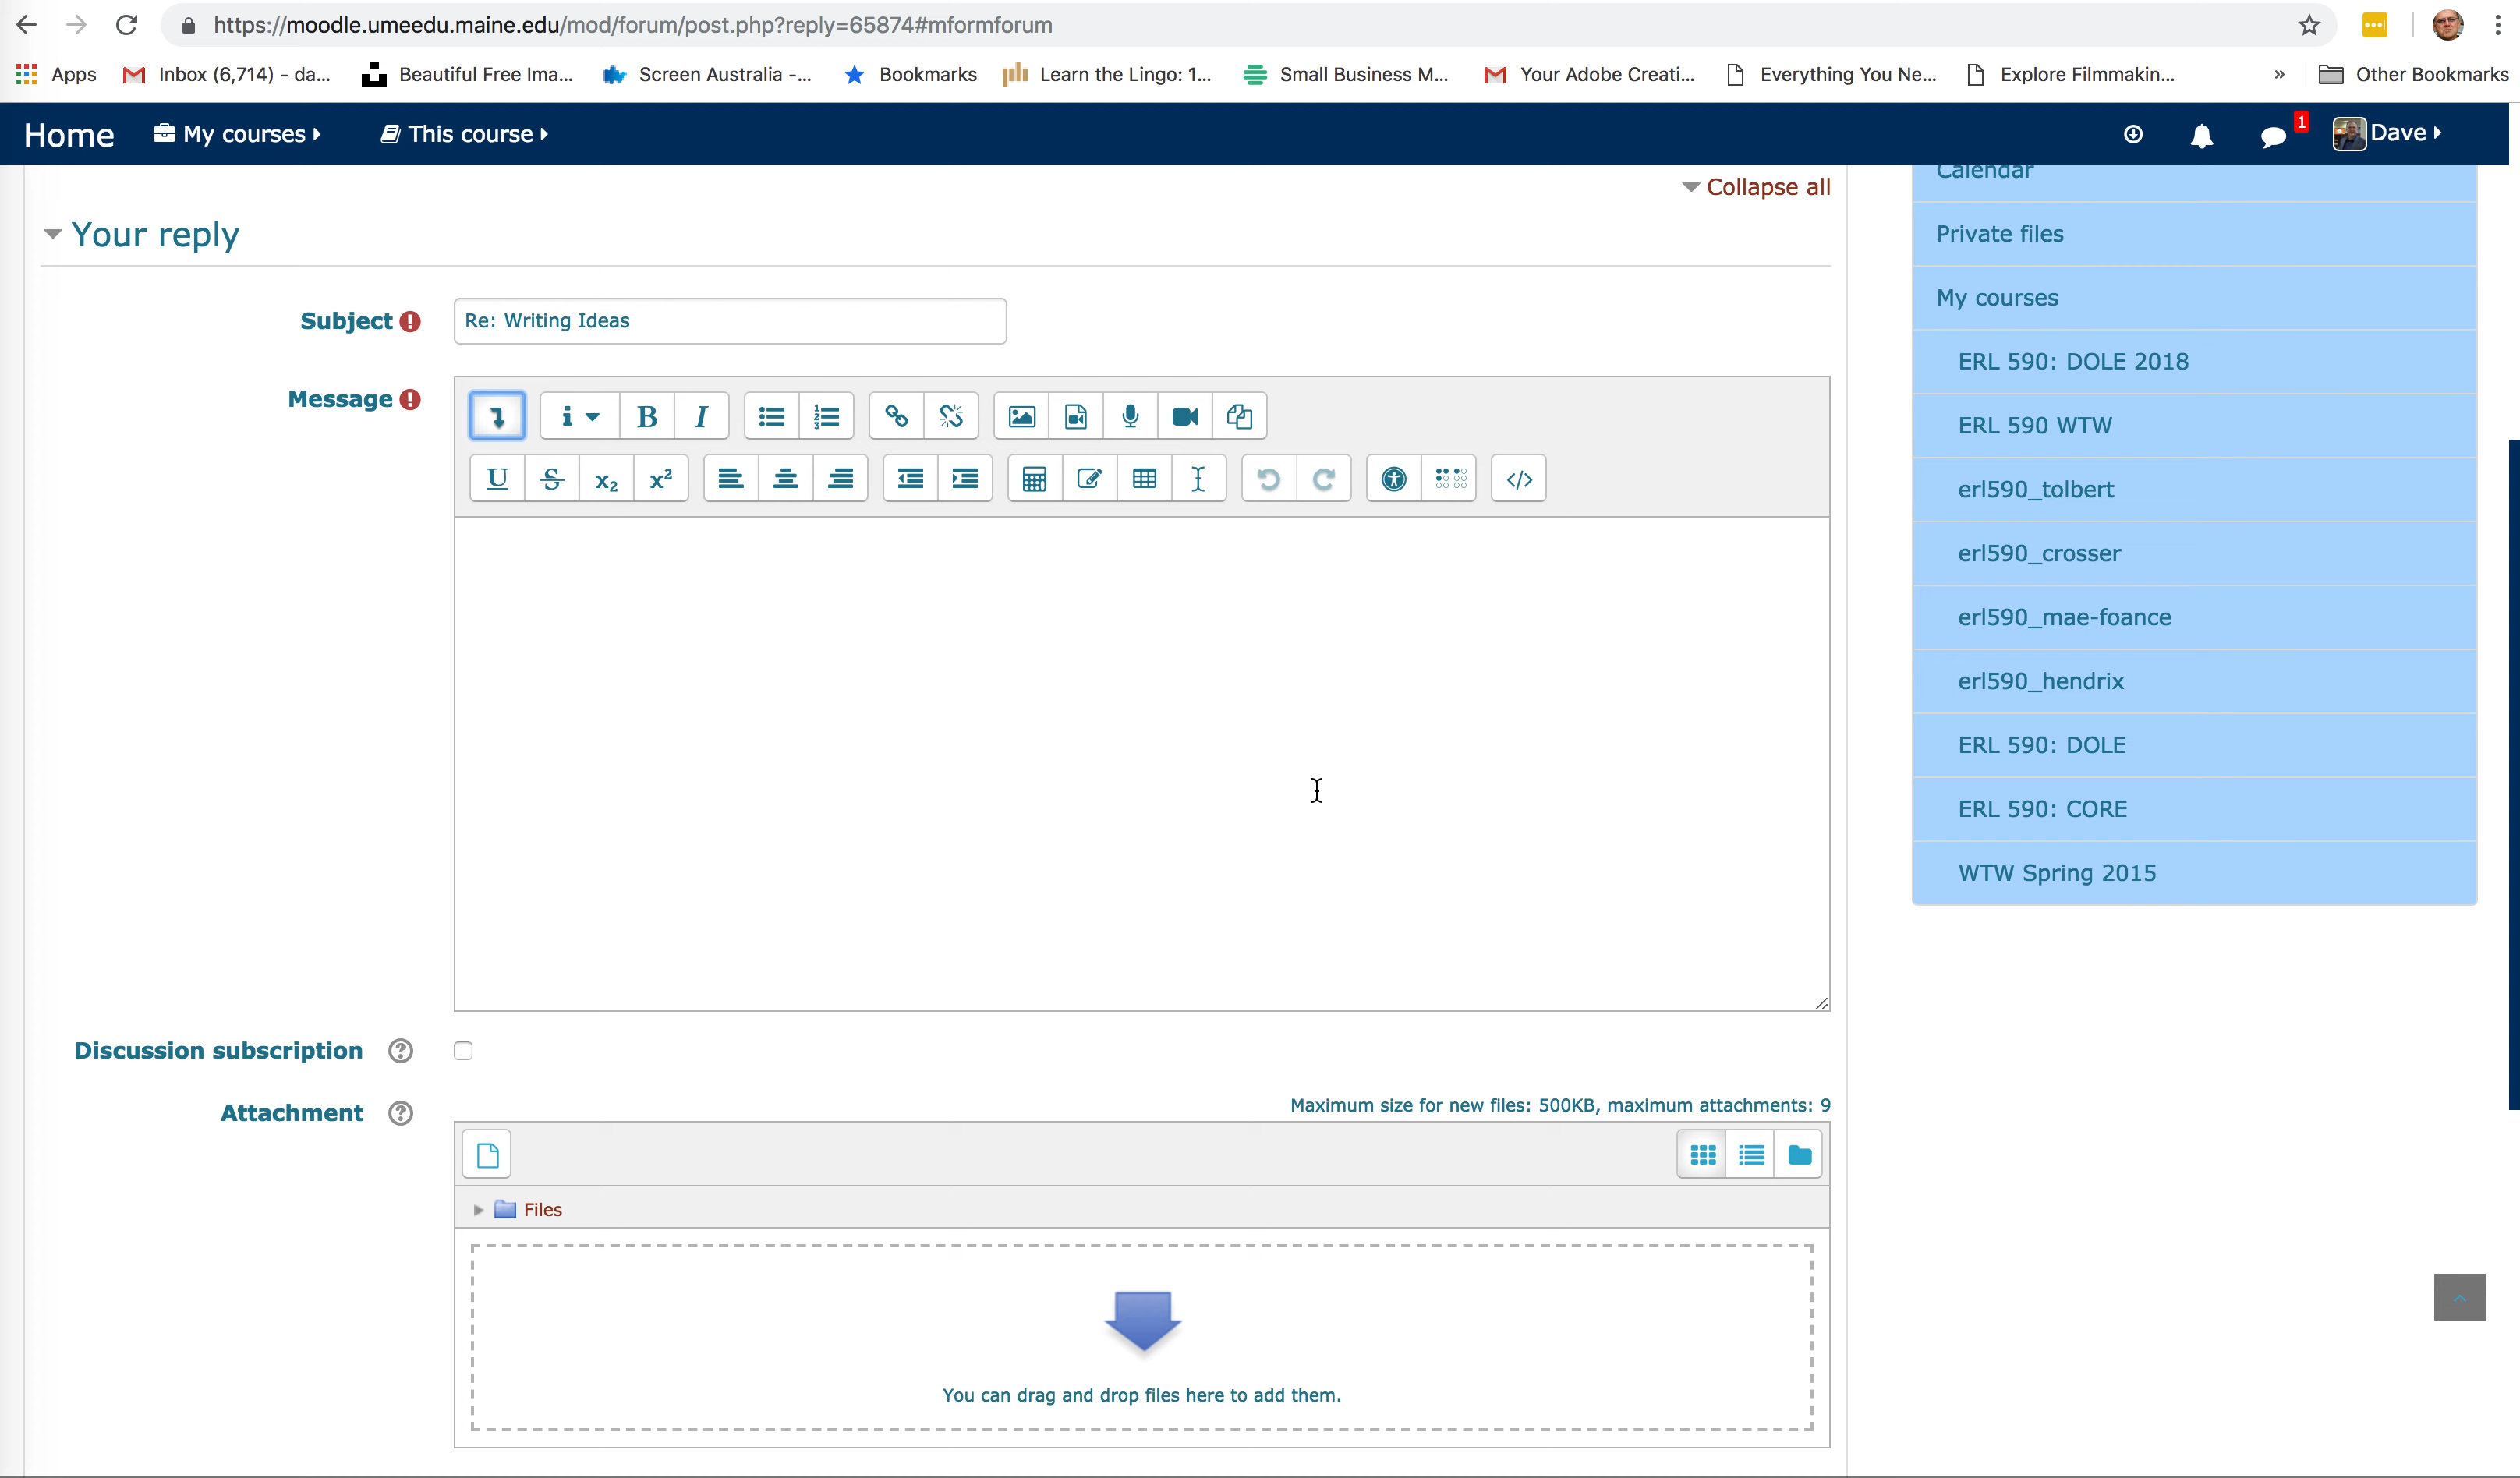 https://moodle.umeedu.maine.edu/mod/forum/post.php?reply=65874#mformforum
Apps Inbox (6,714) - da... Beautiful Free Ima... Screen Australia -... Bookmarks Learn the Lingo: 1... Small Business M... Your Adobe Creati... Everything You Ne... Explore Filmmakin... » Other Bookmarks
Home My courses This course 1 Dave
Collapse all
Your reply
Subject
Re: Writing Ideas
Message
i B I
U S x₂ x² </>
Discussion subscription ?
Attachment ?
Maximum size for new files: 500KB, maximum attachments: 9
Files
You can drag and drop files here to add them.
Calendar
Private files
My courses
ERL 590: DOLE 2018
ERL 590 WTW
erl590_tolbert
erl590_crosser
erl590_mae-foance
erl590_hendrix
ERL 590: DOLE
ERL 590: CORE
WTW Spring 2015